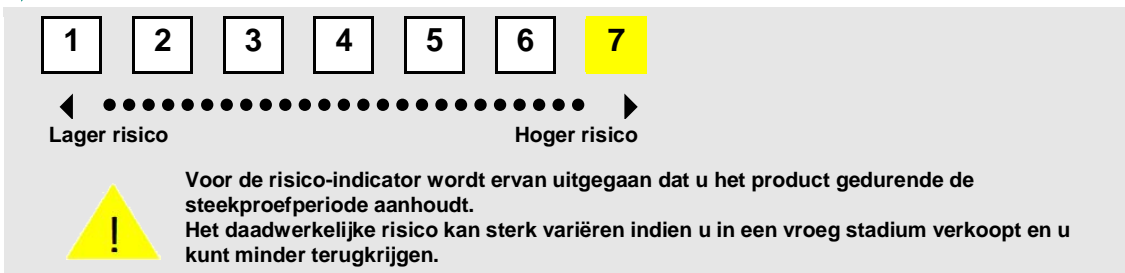 1 2 3 4 5 6 7
Lager risico Hoger risico
!
Voor de risico-indicator wordt ervan uitgegaan dat u het product gedurende de
steekproefperiode aanhoudt.
Het daadwerkelijke risico kan sterk variëren indien u in een vroeg stadium verkoopt en u
kunt minder terugkrijgen.